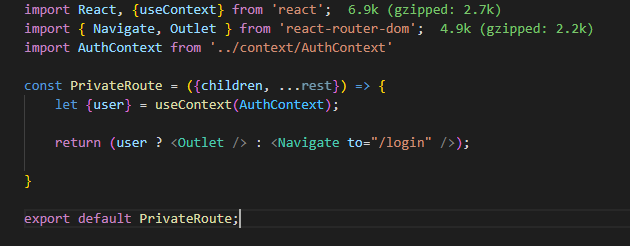 import React, {useContext} from 'react';  6.9k (gzipped: 2.7k)
import { Navigate, Outlet } from 'react-router-dom';  4.9k (gzipped: 2.2k)
import AuthContext from '../context/AuthContext'
const PrivateRoute = ({children, ...rest}) => {
    let {user} = useContext(AuthContext);
    return (user ? <Outlet /> : <Navigate to="/login" />);
}
export default PrivateRoute;